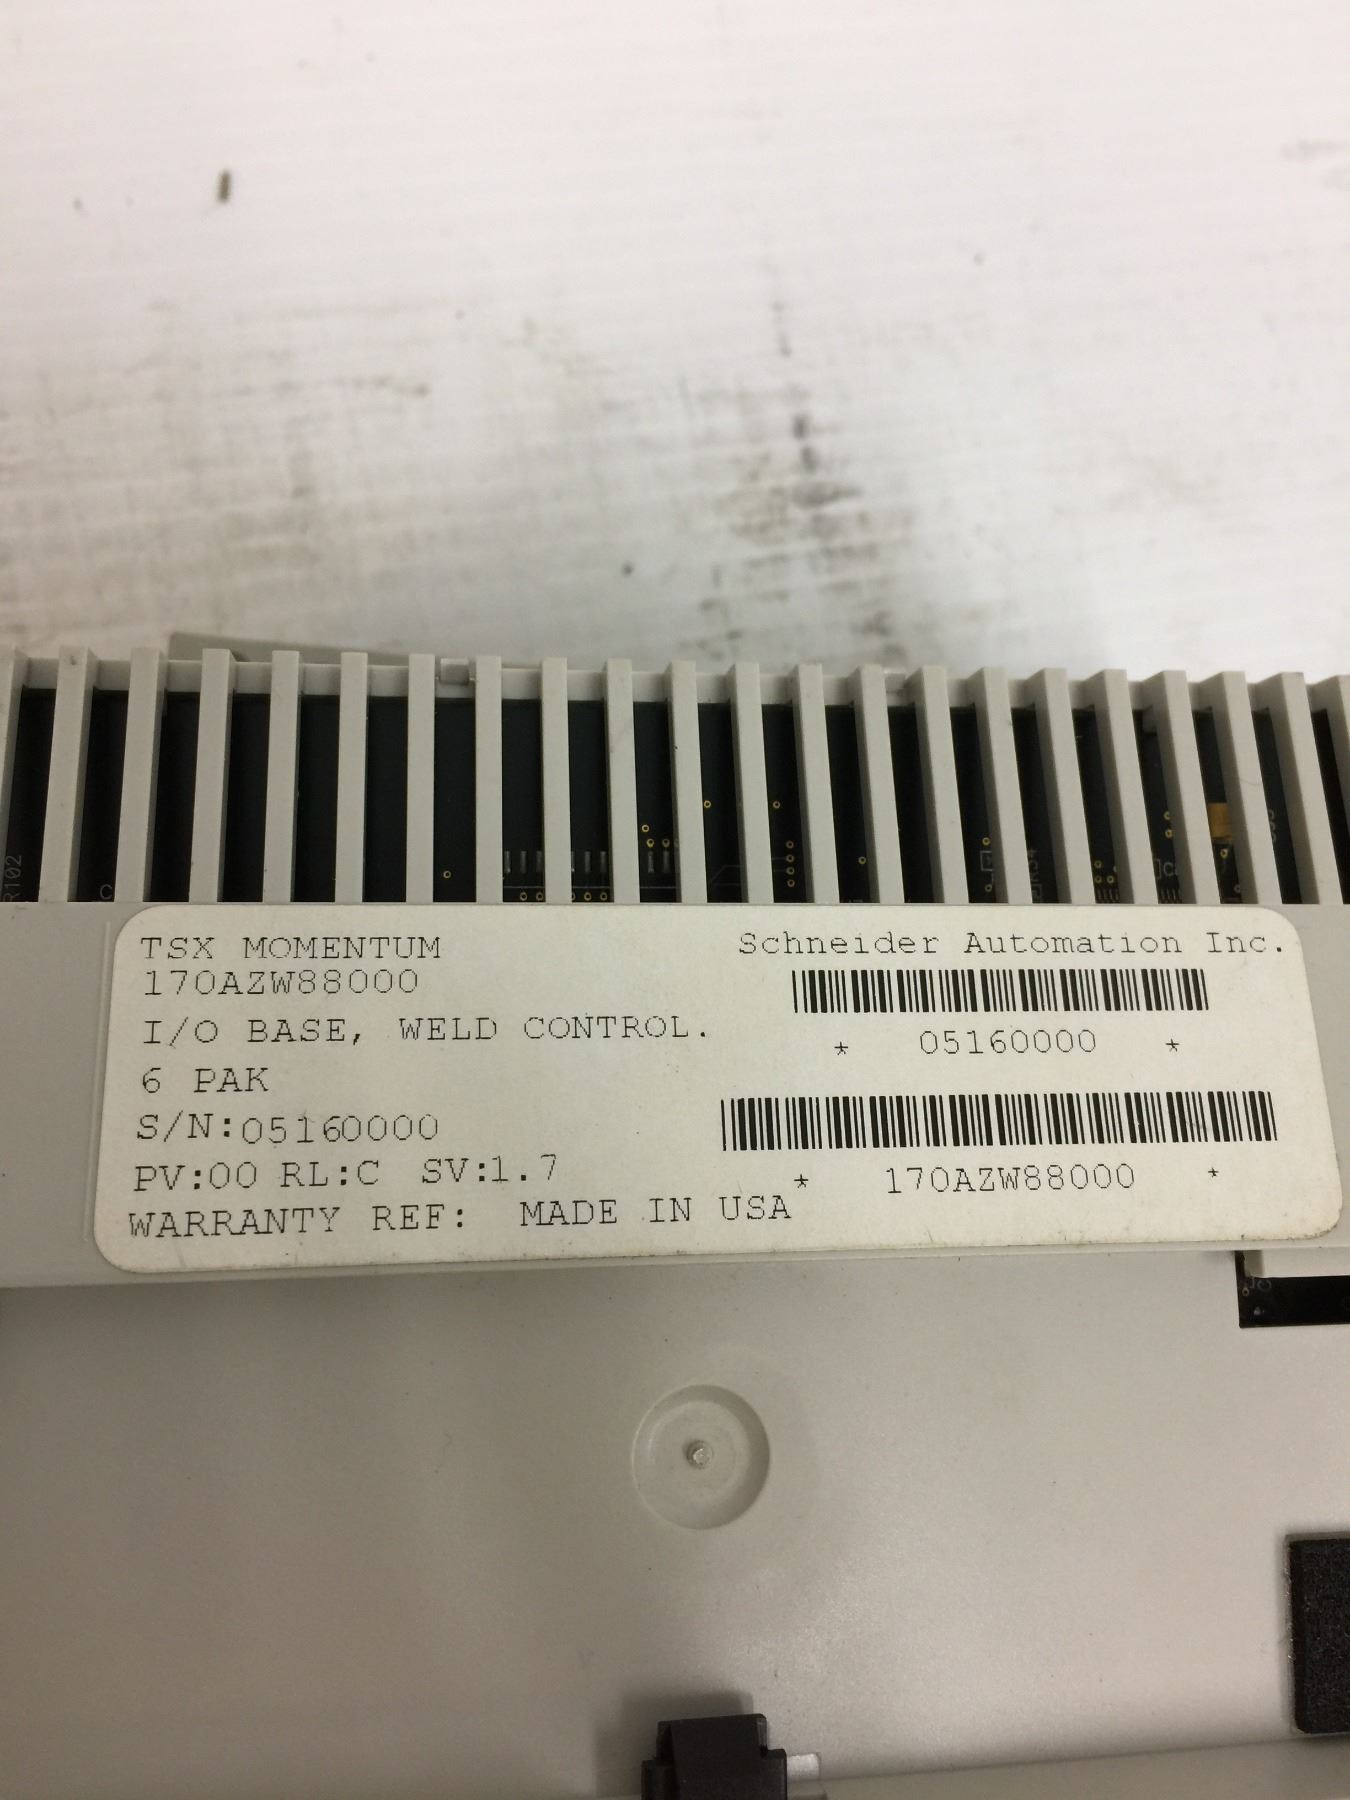 TSX MOMENTUM
170AZW88000
I/O BASE, WELD CONTROL.
6 PAK
S/N:05160000
PV:00 RL:C SV:1.7
WARRANTY REF: MADE IN USA
Schneider Automation Inc.
* 05160000 *
* 170AZW88000 *
R102
C